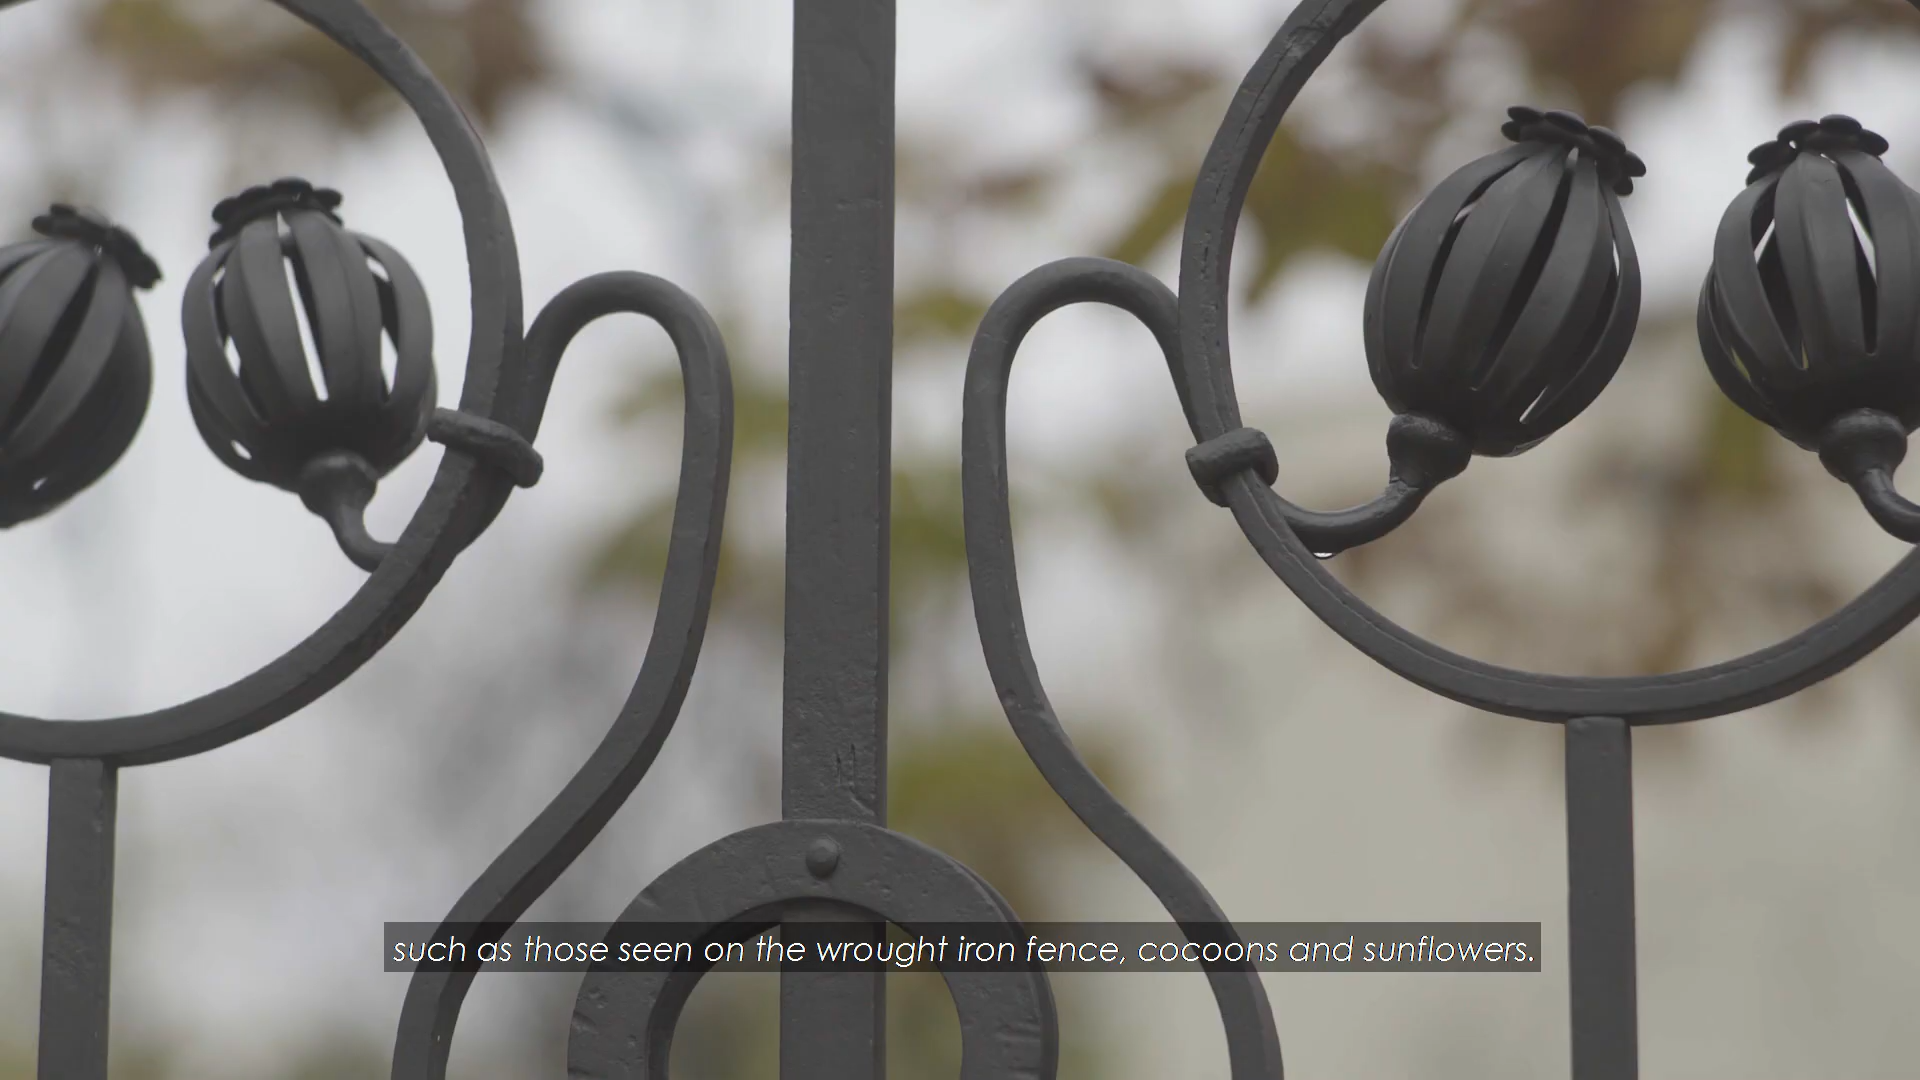 such as those seen on the wrought iron fence, cocoons and sunflowers.